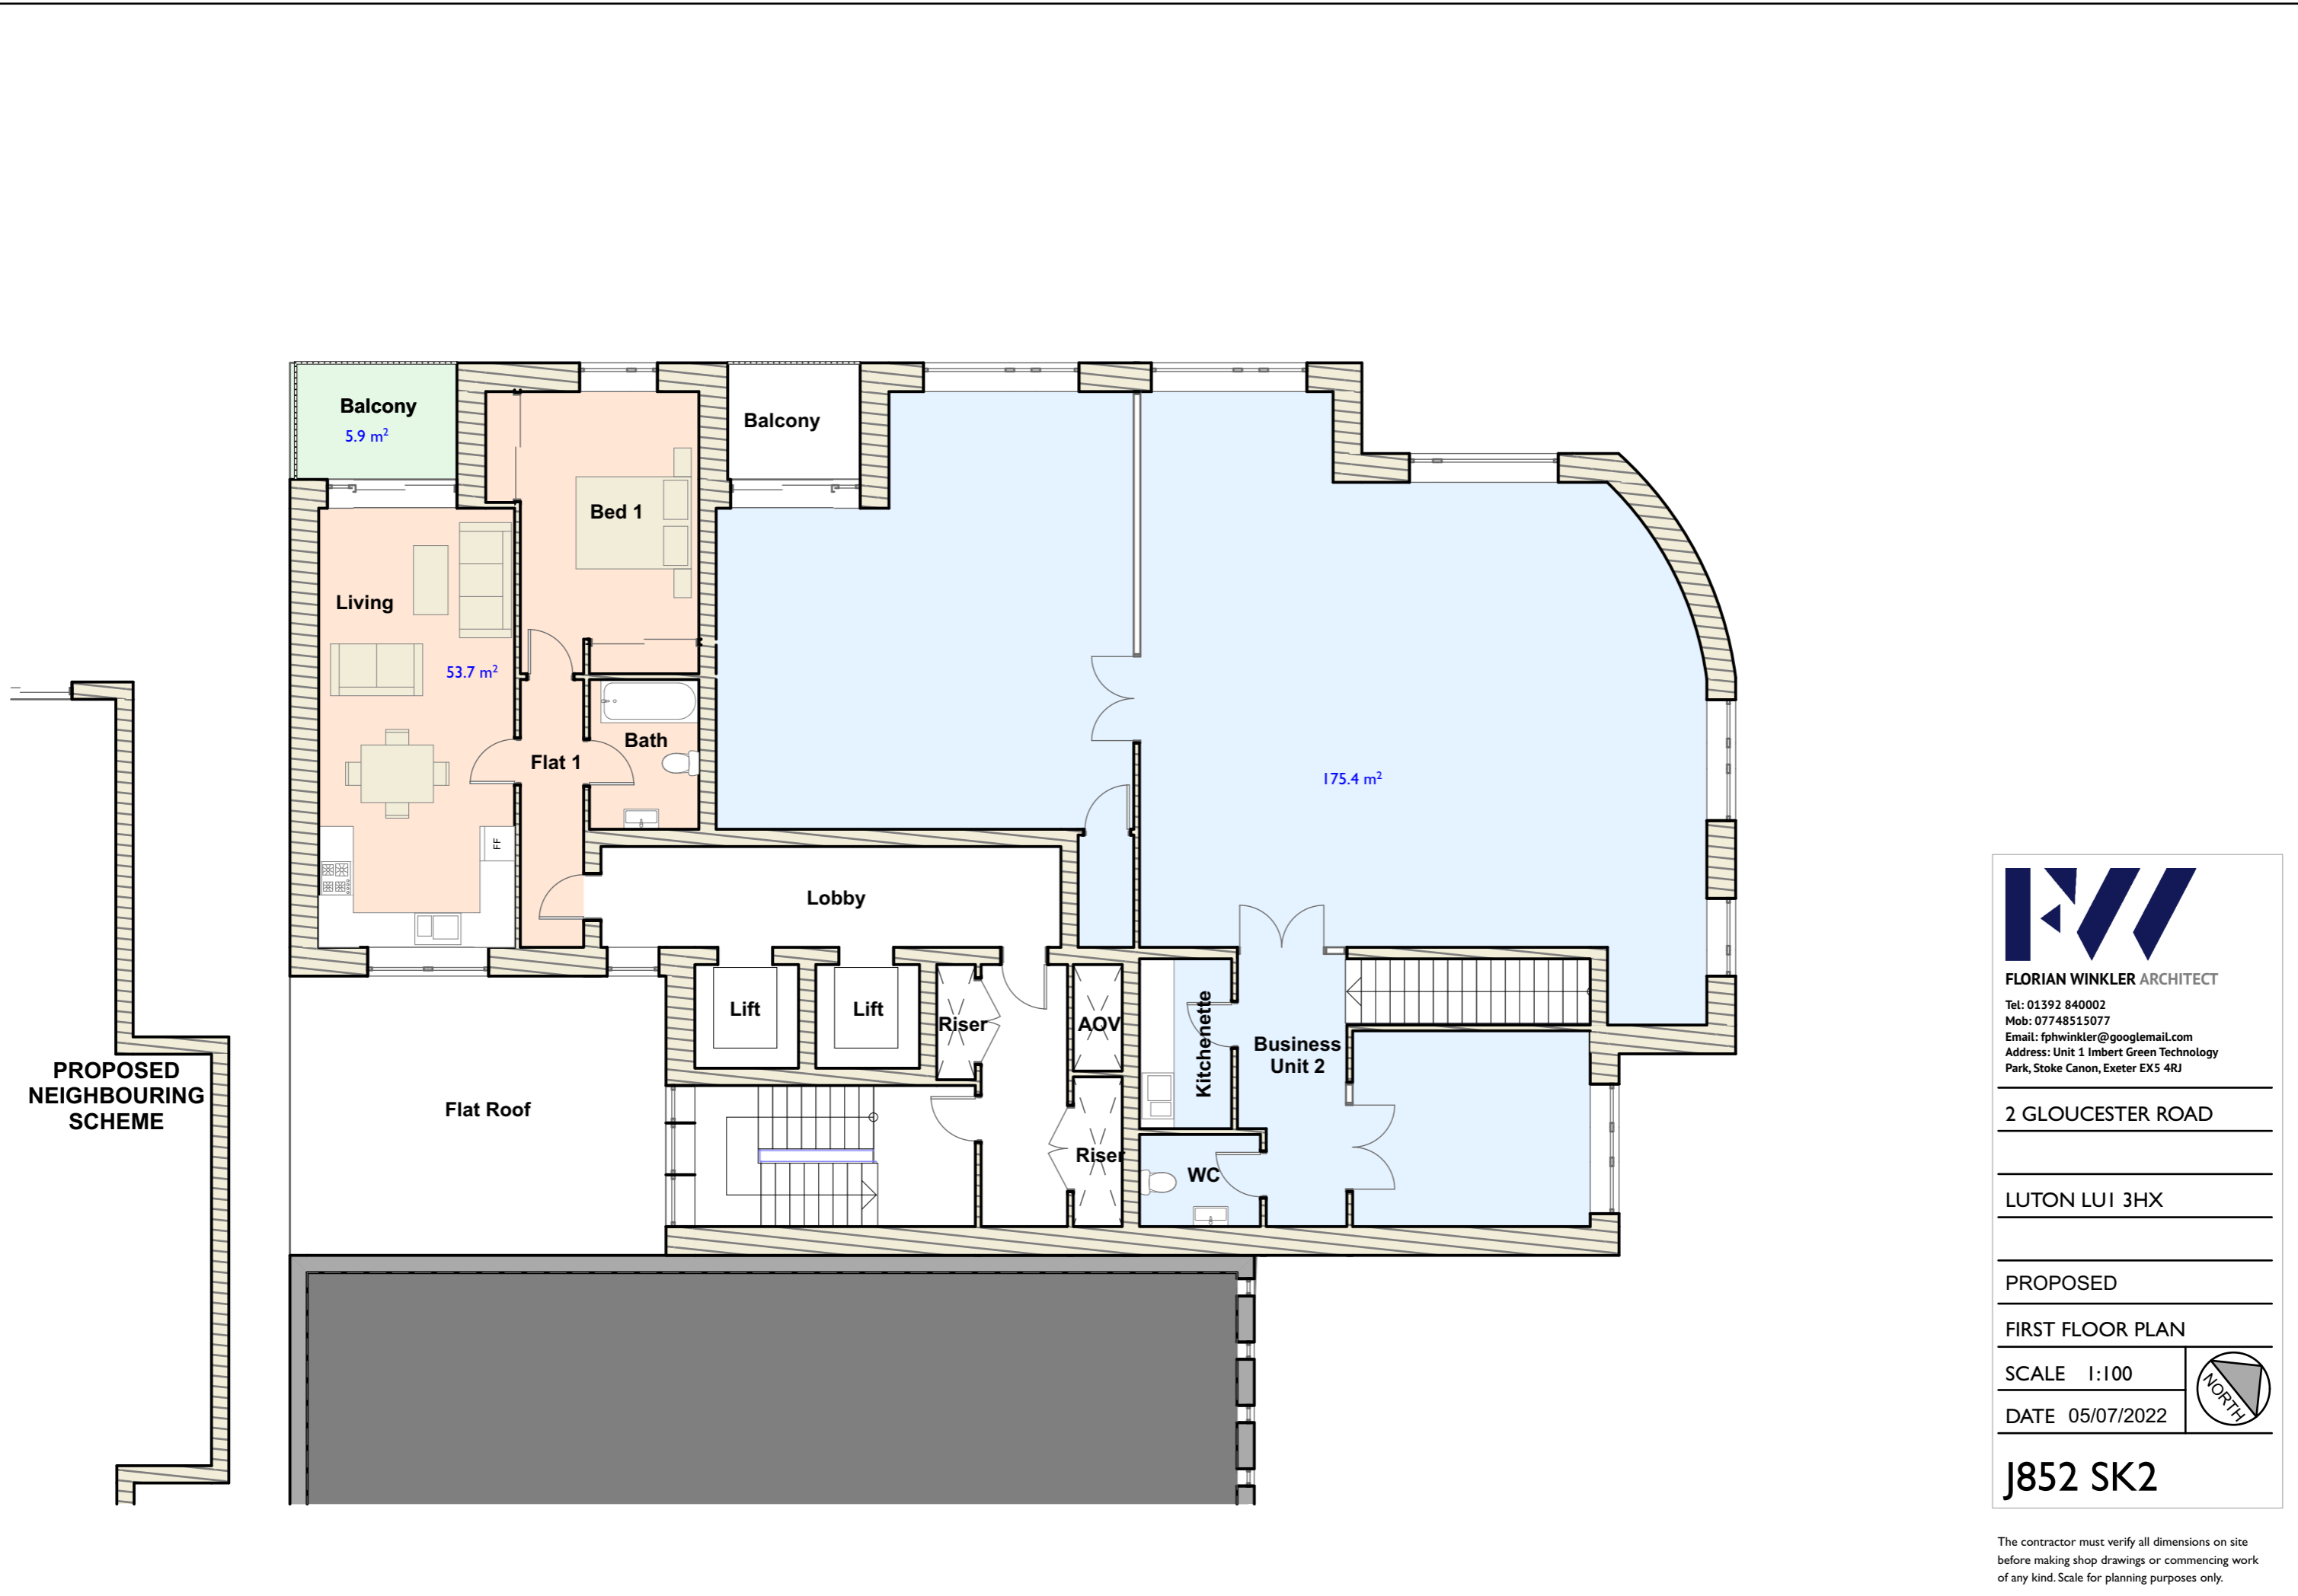 Balcony
5.9 m²
Balcony
Bed 1
Living
53.7 m²
Bath
Flat 1
175.4 m²
FF
Lobby
Lift
Lift
Riser
AOV
Kitchenette
Business
Unit 2
Riser
WC
Flat Roof
PROPOSED
NEIGHBOURING
SCHEME
FLORIAN WINKLER ARCHITECT
Tel: 01392 840002
Mob: 07748515077
Email: fphwinkler@googlemail.com
Address: Unit 1 Imbert Green Technology
Park, Stoke Canon, Exeter EX5 4RJ
2 GLOUCESTER ROAD
LUTON LU1 3HX
PROPOSED
FIRST FLOOR PLAN
SCALE 1:100
DATE 05/07/2022
NORTH
J852 SK2
The contractor must verify all dimensions on site
before making shop drawings or commencing work
of any kind. Scale for planning purposes only.